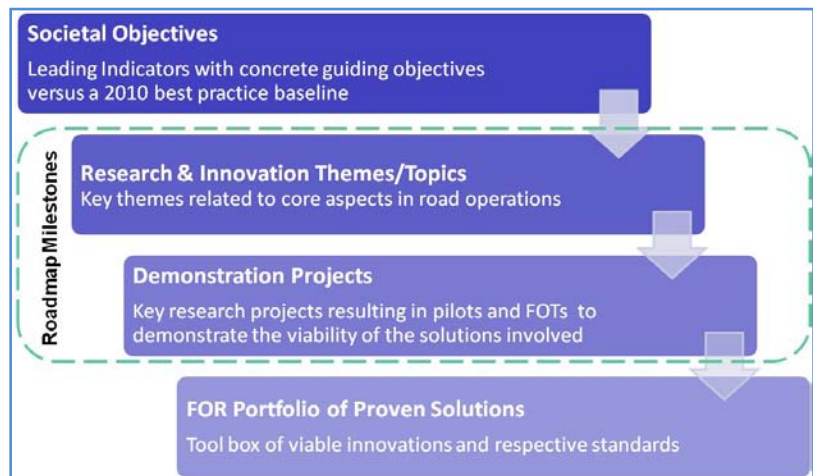 Societal Objectives
Leading Indicators with concrete guiding objectives
versus a 2010 best practice baseline
Roadmap Milestones
Research & Innovation Themes/Topics
Key themes related to core aspects in road operations
Demonstration Projects
Key research projects resulting in pilots and FOTs to
demonstrate the viability of the solutions involved
FOR Portfolio of Proven Solutions
Tool box of viable innovations and respective standards